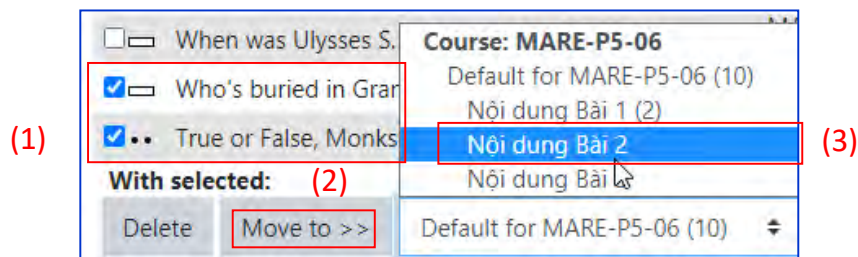 When was Ulysses S.
Who's buried in Gran
True or False, Monks
With selected:
Delete
Move to >>
Default for MARE-P5-06 (10)
Course: MARE-P5-06
Default for MARE-P5-06 (10)
Nội dung Bài 1 (2)
Nội dung Bài 2
Nội dung Bài
(1)
(2)
(3)